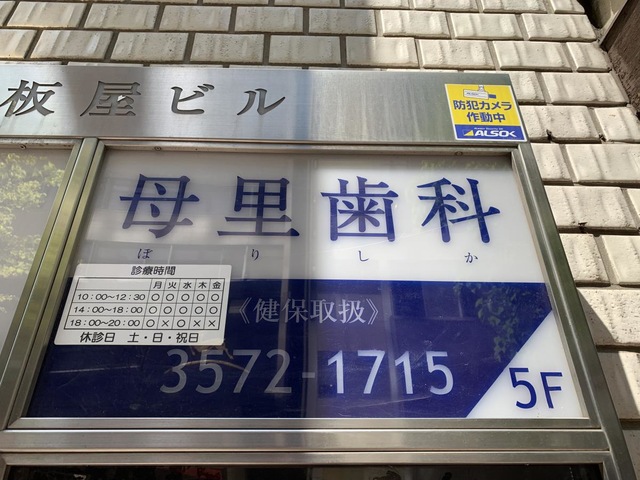 板屋ビル
防犯カメラ
作動中
ALSOK
母里歯科
ぼりしか
診療時間
月 火 水 木 金
10:00〜12:30 ○ ○ ○ ○ ○
14:00〜18:00 ○ ○ ○ ○ ○
18:00〜20:00 ○ × ○ × ×
休診日 土・日・祝日
《健保取扱》
3572-1715
5F